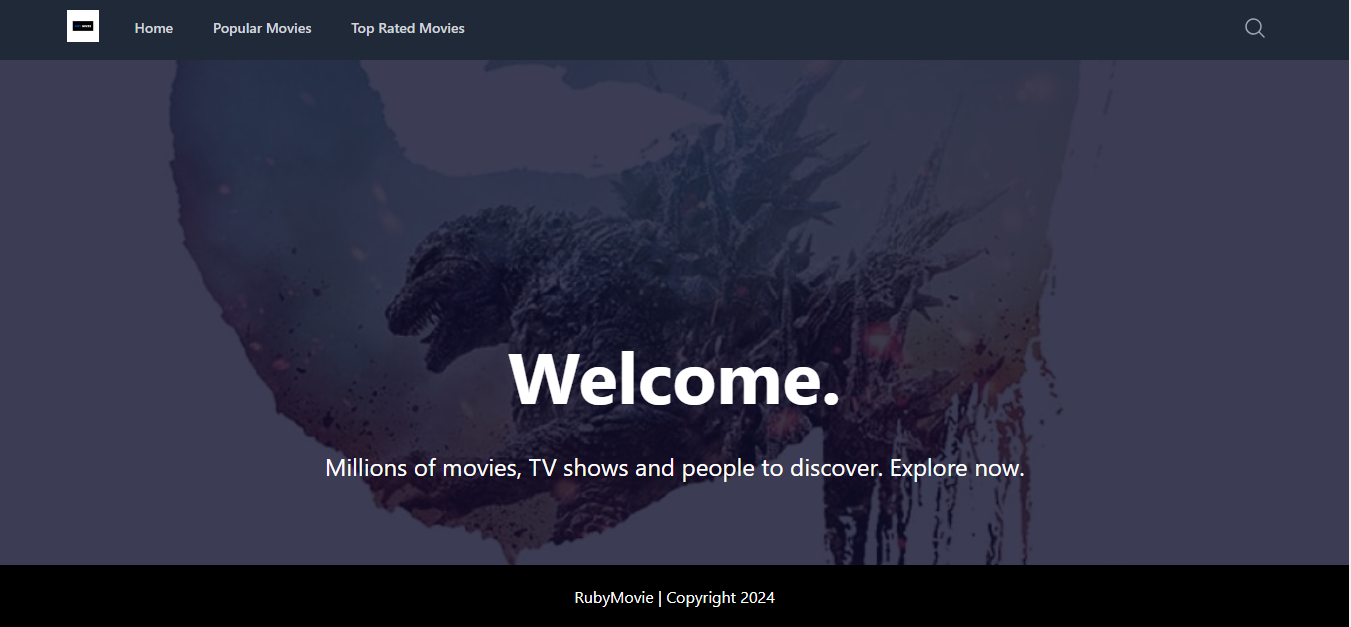 Home
Popular Movies
Top Rated Movies
Welcome.
Millions of movies, TV shows and people to discover. Explore now.
RubyMovie | Copyright 2024